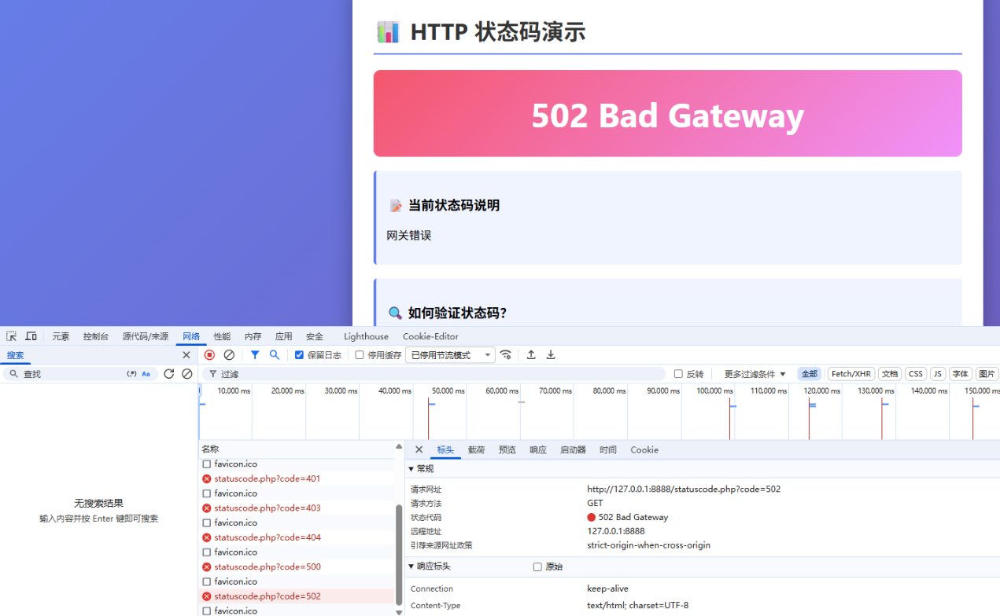 HTTP 状态码演示
502 Bad Gateway
当前状态码说明
网关错误
如何验证状态码?
元素 控制台 源代码/来源 网络 性能 内存 应用 安全 Lighthouse Cookie-Editor
搜索
保留日志 停用缓存 已停用节流模式
查找 (.*) Aa
过滤 反转 更多过滤条件 全部 Fetch/XHR 文档 CSS JS 字体 图片
10,000 ms 20,000 ms 30,000 ms 40,000 ms 50,000 ms 60,000 ms 70,000 ms 80,000 ms 90,000 ms 100,000 ms 110,000 ms 120,000 ms 130,000 ms 140,000 ms 150,000 ms
无搜索结果
输入内容并按 Enter 键即可搜索
名称
favicon.ico
statuscode.php?code=401
favicon.ico
statuscode.php?code=403
favicon.ico
statuscode.php?code=404
favicon.ico
statuscode.php?code=500
favicon.ico
statuscode.php?code=502
favicon.ico
标头 载荷 预览 响应 启动器 时间 Cookie
常规
请求网址 http://127.0.0.1:8888/statuscode.php?code=502
请求方法 GET
状态代码 502 Bad Gateway
远程地址 127.0.0.1:8888
引荐来源网址政策 strict-origin-when-cross-origin
响应标头 原始
Connection keep-alive
Content-Type text/html; charset=UTF-8